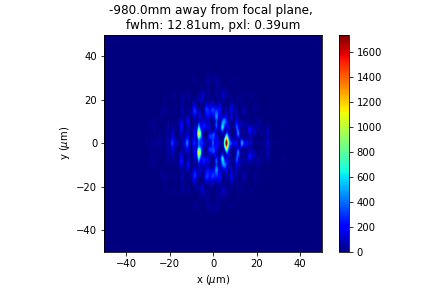 -980.0mm away from focal plane,
fwhm: 12.81um, pxl: 0.39um
40
20
0
−20
−40
y (μm)
−40 −20 0 20 40
x (μm)
1600
1400
1200
1000
800
600
400
200
0